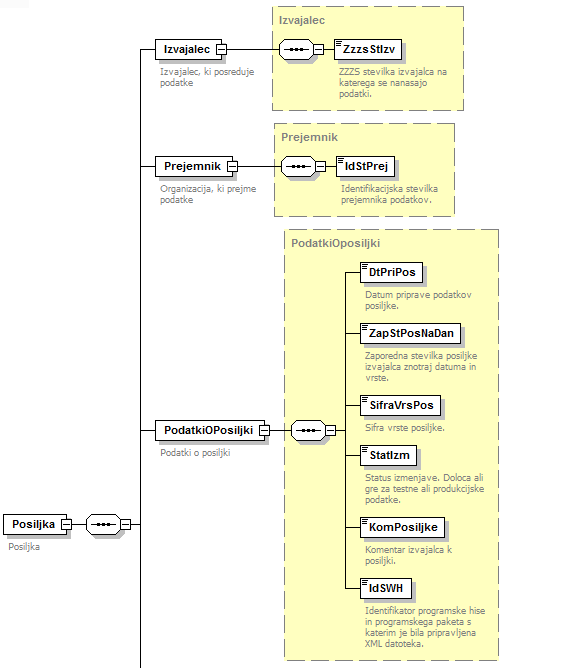 Izvajalec
Izvajalec
ZzzsStIzv
Izvajalec, ki posreduje
podatke
ZZZS stevilka izvajalca na
katerega se nanasajo
podatki.
Prejemnik
Prejemnik
IdStPrej
Organizacija, ki prejme
podatke
Identifikacijska stevilka
prejemnika podatkov.
PodatkiOposiljki
DtPriPos
Datum priprave podatkov
posiljke.
ZapStPosNaDan
Zaporedna stevilka posiljke
izvajalca znotraj datuma in
vrste.
SifraVrsPos
Sifra vrste posiljke.
PodatkiOPosiljki
Podatki o posiljki
StatIzm
Status izmenjave. Doloca ali
gre za testne ali produkcijske
podatke.
Posiljka
Posiljka
KomPosiljke
Komentar izvajalca k
posiljki.
IdSWH
Identifikator programske hise
in programskega paketa s
katerim je bila pripravljena
XML datoteka.